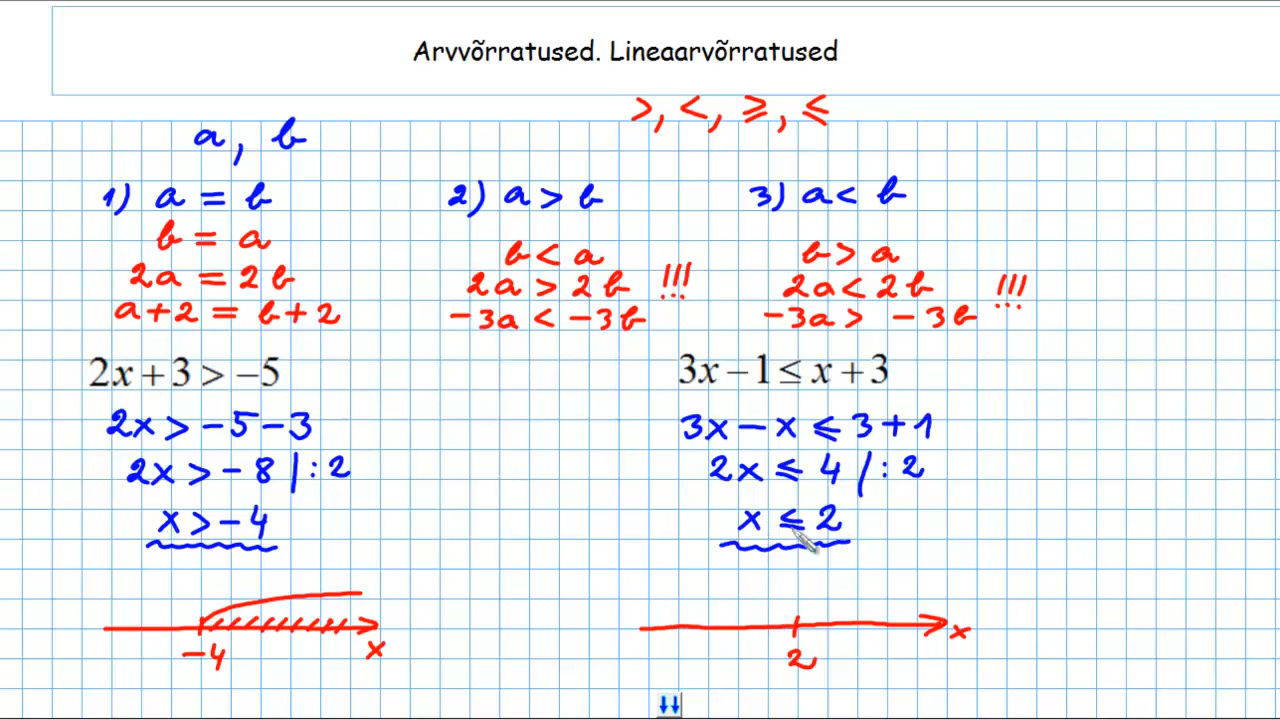 Arvvõrratused. Lineaarvõrratused
>, <, ≥, ≤
a, b
1) a = b
b = a
2a = 2b
a+2 = b+2
2) a > b
b < a
2a > 2b !!!
-3a < -3b
3) a < b
b > a
2a < 2b !!!
-3a > -3b
2x + 3 > -5
2x > -5 - 3
2x > -8 | : 2
x > -4
-4
x
3x - 1 ≤ x + 3
3x - x ≤ 3 + 1
2x ≤ 4 | : 2
x ≤ 2
2
x